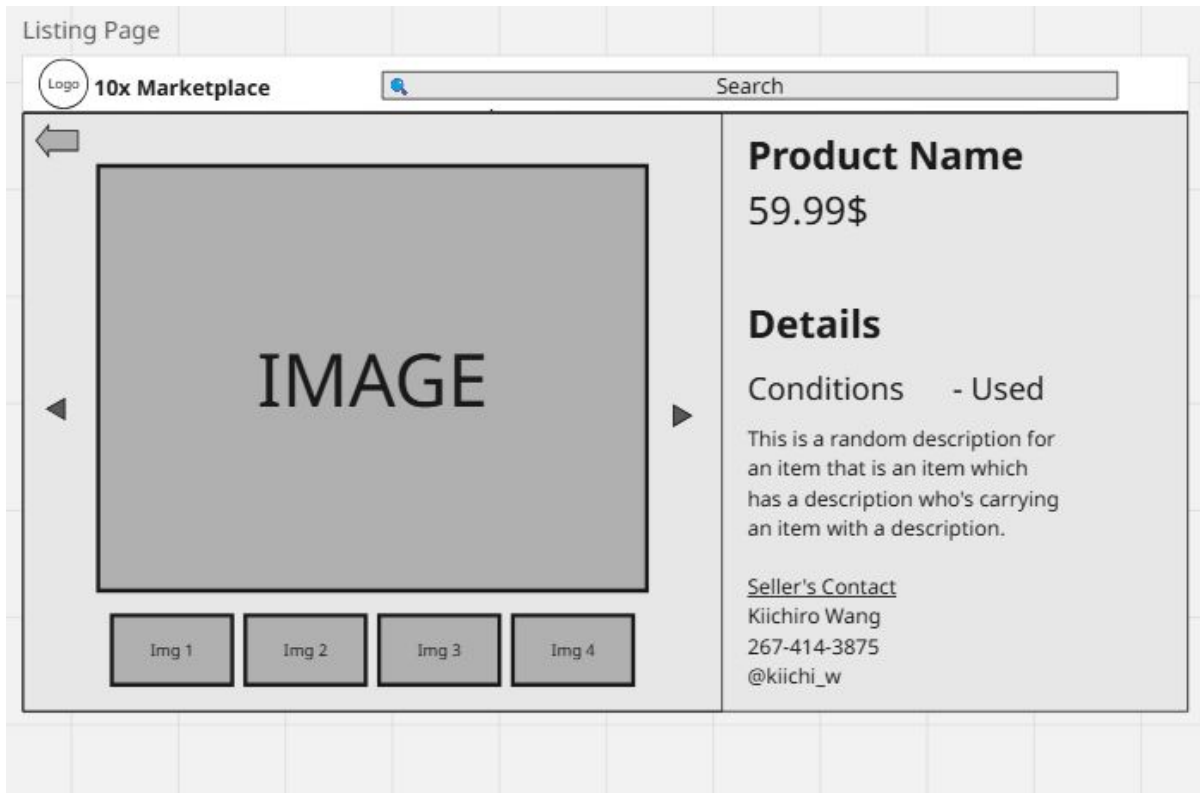 Listing Page
Logo
10x Marketplace
Search
IMAGE
Img 1
Img 2
Img 3
Img 4
Product Name
59.99$
Details
Conditions - Used
This is a random description for
an item that is an item which
has a description who's carrying
an item with a description.
Seller's Contact
Kiichiro Wang
267-414-3875
@kiichi_w